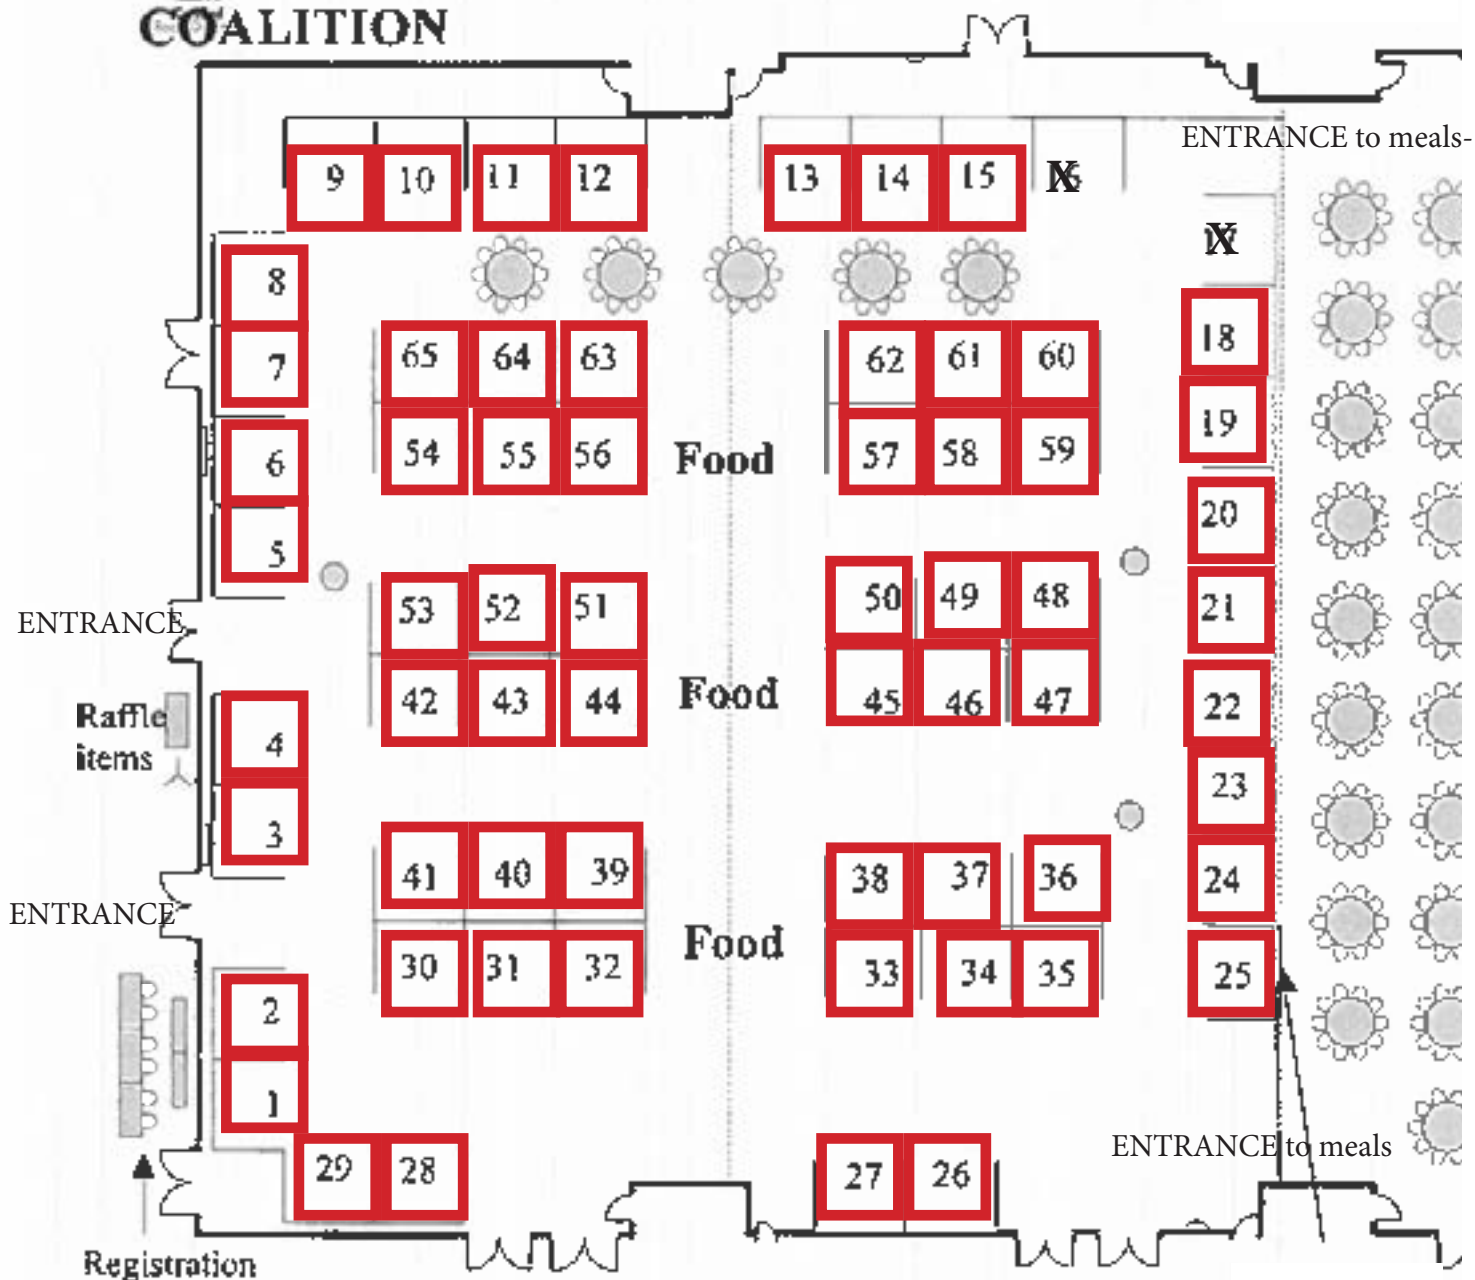 COALITION
ENTRANCE to meals-
9 10 11 12 13 14 15 X
X
8
7
65 64 63 62 61 60 18
54 55 56 Food 57 58 59 19
6
20
5
53 52 51 50 49 48 21
ENTRANCE
42 43 44 Food 45 46 47 22
Raffle
items
4
23
3
41 40 39 38 37 36 24
ENTRANCE
30 31 32 Food 33 34 35 25
2
1
ENTRANCE to meals
29 28 27 26
Registration